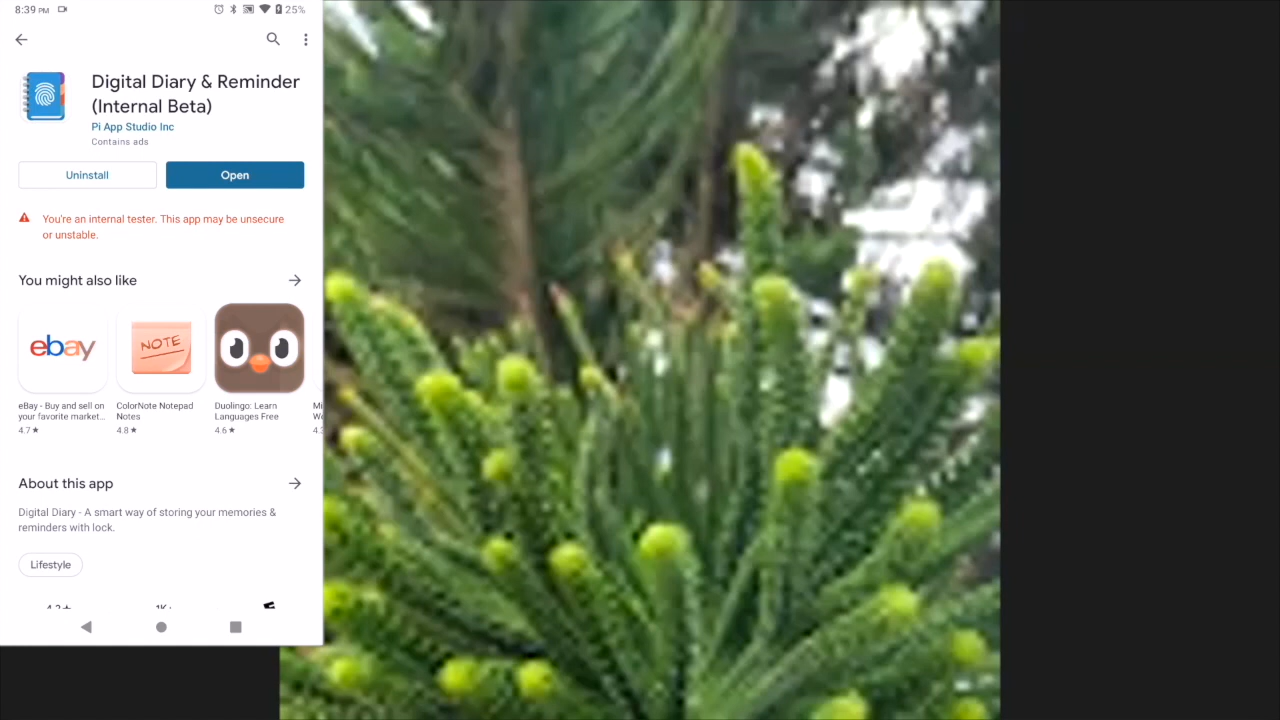 8:39 PM
25%
Digital Diary & Reminder
(Internal Beta)
Pi App Studio Inc
Contains ads
Uninstall
Open
You're an internal tester. This app may be unsecure
or unstable.
You might also like
ebay
NOTE
eBay - Buy and sell on
your favorite market...
4.7★
ColorNote Notepad
Notes
4.8★
Duolingo: Learn
Languages Free
4.6★
About this app
Digital Diary - A smart way of storing your memories &
reminders with lock.
Lifestyle